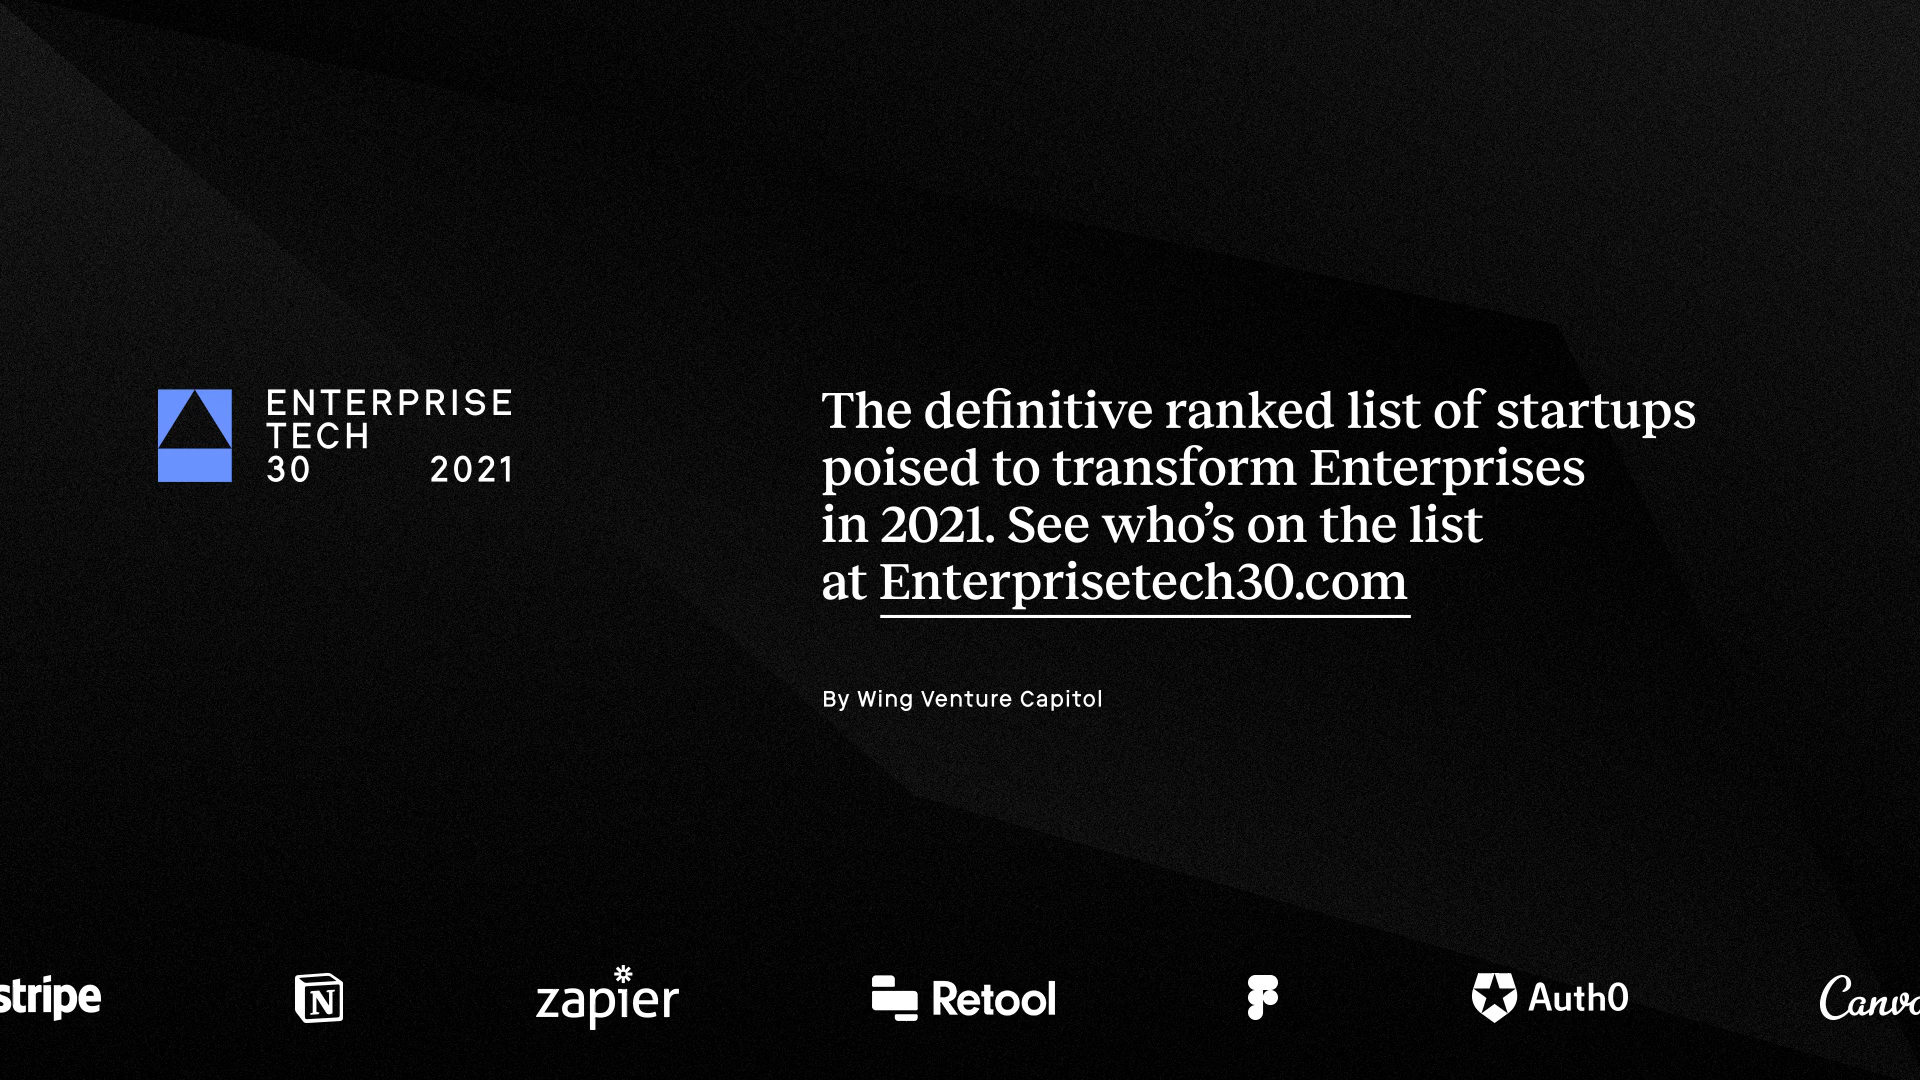 ENTERPRISE
TECH
30 2021
The definitive ranked list of startups
poised to transform Enterprises
in 2021. See who’s on the list
at Enterprisetech30.com
By Wing Venture Capitol
stripe
N
zapier
Retool
Auth0
Canva